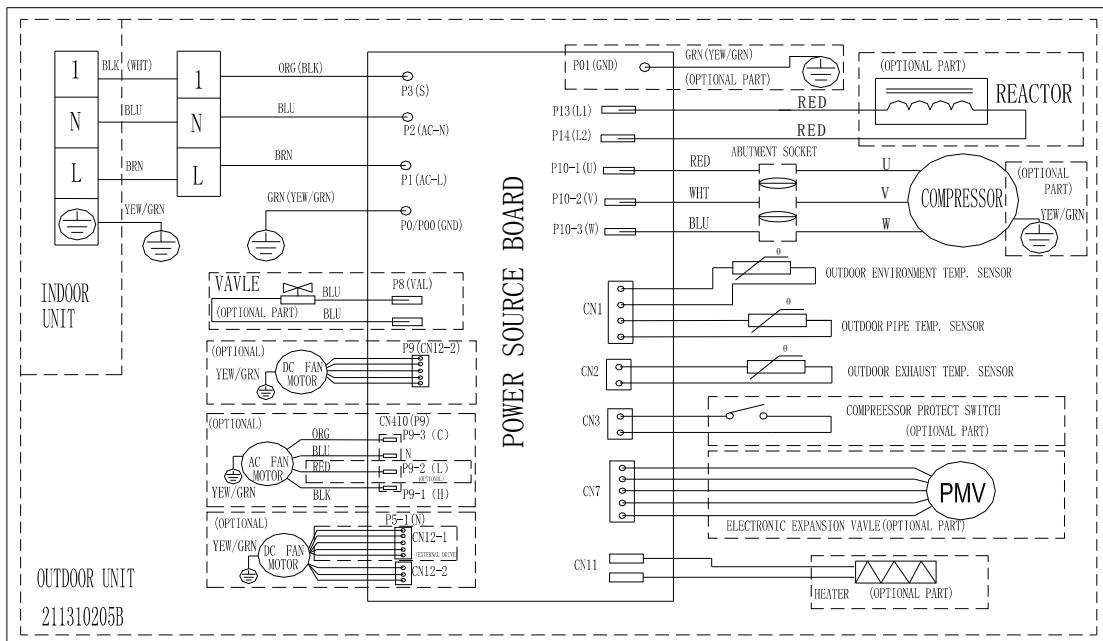 1
N
L
BLK (WHT)
BLU
BRN
YEW/GRN
1
N
L
ORG(BLK)
P3(S)
BLU
P2(AC-N)
BRN
P1(AC-L)
GRN(YEW/GRN)
P0/P00(GND)
INDOOR
UNIT
VAVLE
BLU
P8(VAL)
(OPTIONAL PART)
BLU
(OPTIONAL)
P9(CN12-2)
YEW/GRN
DC FAN
MOTOR
(OPTIONAL)
CN410(P9)
ORG
P9-3 (C)
BLU
N
AC FAN
MOTOR
RED
P9-2 (L)
(OPTIONAL)
YEW/GRN
BLK
P9-1 (H)
(OPTIONAL)
P5-1(N)
YEW/GRN
DC FAN
MOTOR
CN12-1
(EXTERNAL DRIVE)
CN12-2
OUTDOOR UNIT
211310205B
POWER SOURCE BOARD
P01(GND)
GRN(YEW/GRN)
(OPTIONAL PART)
P13(L1)
RED
P14(L2)
RED
(OPTIONAL PART)
REACTOR
P10-1(U)
RED
ABUTMENT SOCKET
U
P10-2(V)
WHT
V
P10-3(W)
BLU
W
COMPRESSOR
(OPTIONAL
PART)
YEW/GRN
CN1
θ
OUTDOOR ENVIRONMENT TEMP. SENSOR
θ
OUTDOOR PIPE TEMP. SENSOR
CN2
θ
OUTDOOR EXHAUST TEMP. SENSOR
CN3
COMPREESSOR PROTECT SWITCH
(OPTIONAL PART)
CN7
PMV
ELECTRONIC EXPANSION VAVLE(OPTIONAL PART)
CN11
HEATER
(OPTIONAL PART)